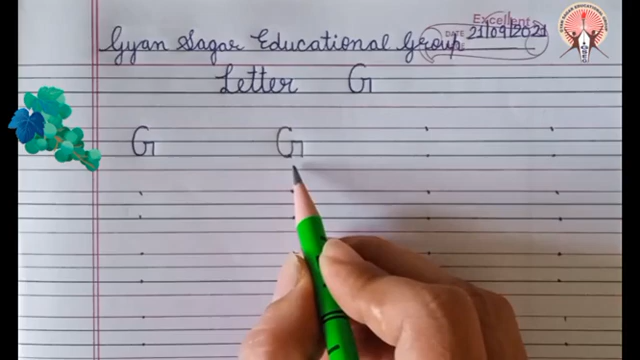 Excellent
Gyan Sagar Educational Group
DATE 21/09/2021
Letter G
G G